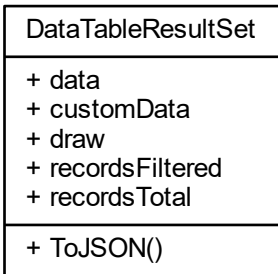 DataTableResultSet
+ data
+ customData
+ draw
+ recordsFiltered
+ recordsTotal
+ ToJSON()